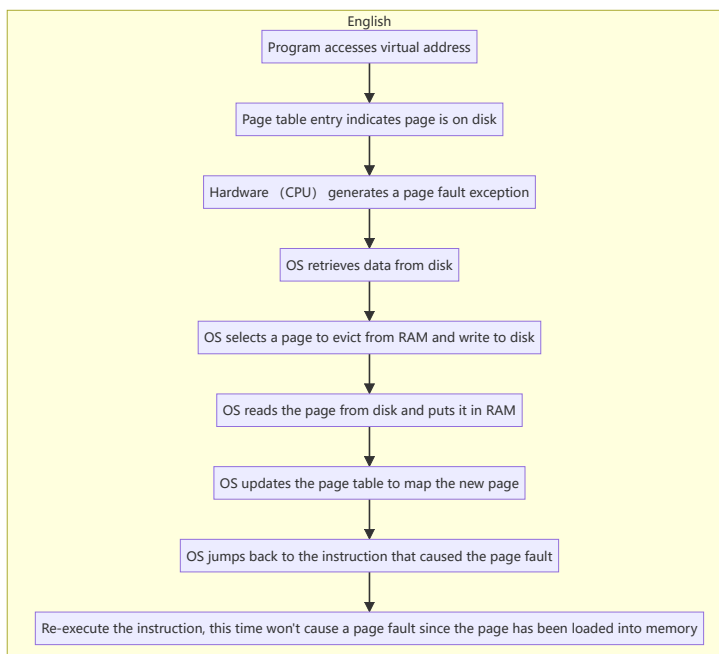 English
Program accesses virtual address
Page table entry indicates page is on disk
Hardware （CPU） generates a page fault exception
OS retrieves data from disk
OS selects a page to evict from RAM and write to disk
OS reads the page from disk and puts it in RAM
OS updates the page table to map the new page
OS jumps back to the instruction that caused the page fault
Re-execute the instruction, this time won't cause a page fault since the page has been loaded into memory